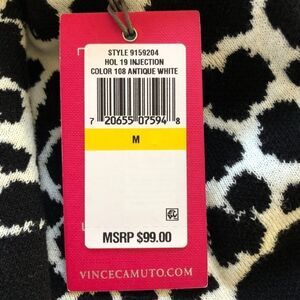 STYLE 9159204
HOL 19 INJECTION
COLOR 108 ANTIQUE WHITE
7 20655 07594 8
M
MSRP $99.00
VINCECAMUTO.COM